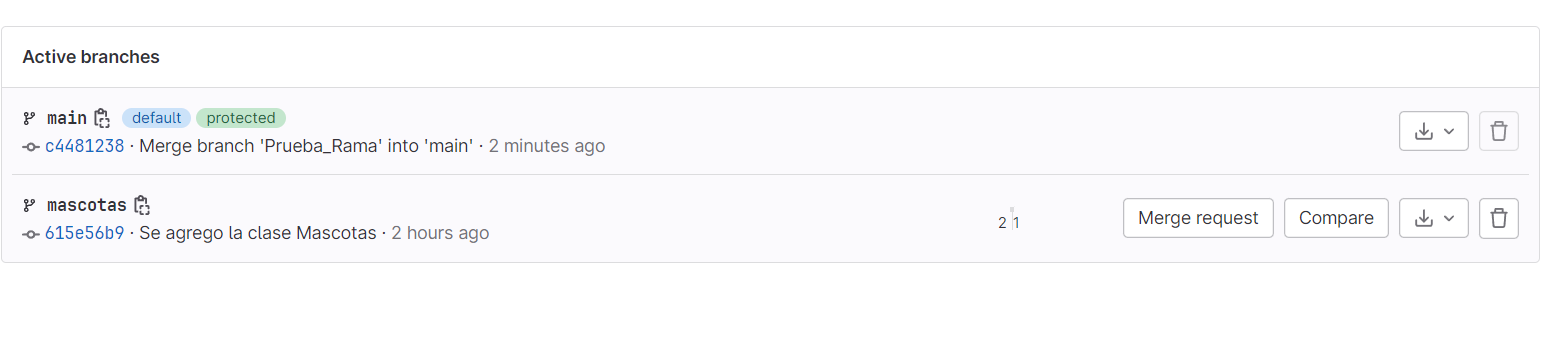 Active branches
main default protected
c4481238 · Merge branch 'Prueba_Rama' into 'main' · 2 minutes ago
mascotas
615e56b9 · Se agrego la clase Mascotas · 2 hours ago
2 1
Merge request Compare